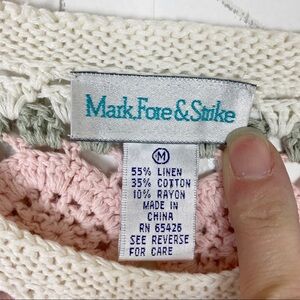 Mark, Fore & Strike
M
55% LINEN
35% COTTON
10% RAYON
MADE IN
CHINA
RN 65426
SEE REVERSE
FOR CARE